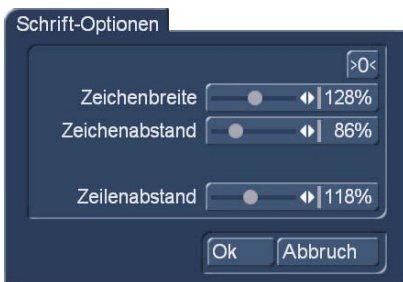 Schrift-Optionen
>0<
Zeichenbreite 128%
Zeichenabstand 86%
Zeilenabstand 118%
Ok Abbruch